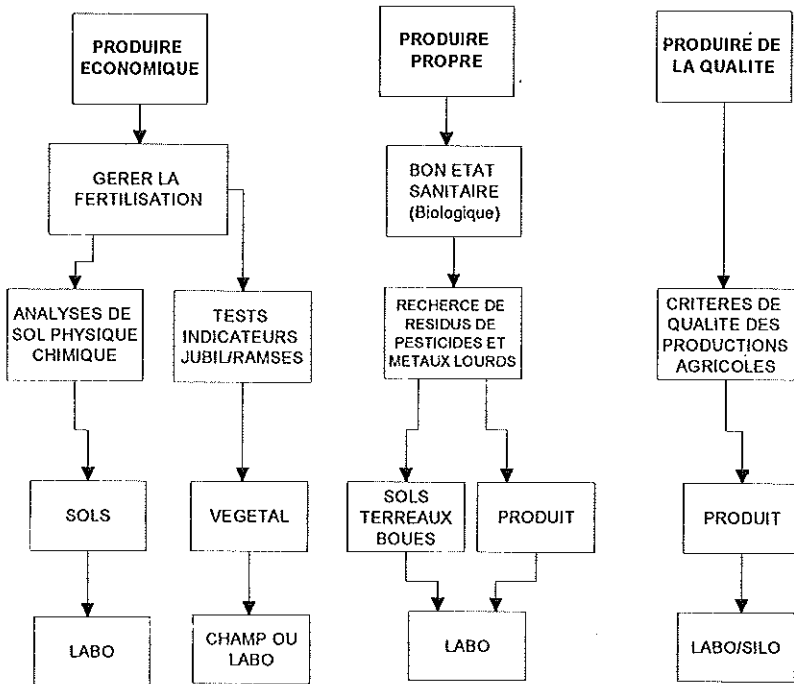 PRODUIRE
ECONOMIQUE
GERER LA
FERTILISATION
ANALYSES DE
SOL PHYSIQUE
CHIMIQUE
TESTS
INDICATEURS
JUBIL/RAMSES
SOLS
VEGETAL
LABO
CHAMP OU
LABO
PRODUIRE
PROPRE
BON ETAT
SANITAIRE
(Biologique)
RECHERCE DE
RESIDUS DE
PESTICIDES ET
METAUX LOURDS
SOLS
TERREAUX
BOUES
PRODUIT
LABO
PRODUIRE DE
LA QUALITE
CRITERES DE
QUALITE DES
PRODUCTIONS
AGRICOLES
PRODUIT
LABO/SILO